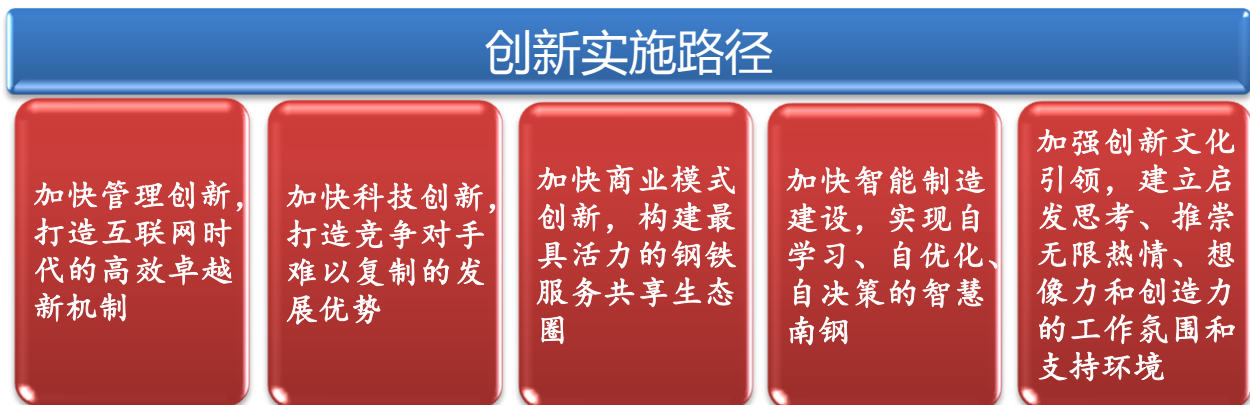 创新实施路径
加快管理创新，
打造互联网时
代的高效卓越
新机制
加快科技创新，
打造竞争对手
难以复制的发
展优势
加快商业模式
创新，构建最
具活力的钢铁
服务共享生态
圈
加快智能制造
建设，实现自
学习、自优化、
自决策的智慧
南钢
加强创新文化
引领，建立启
发思考、推崇
无限热情、想
像力和创造力
的工作氛围和
支持环境